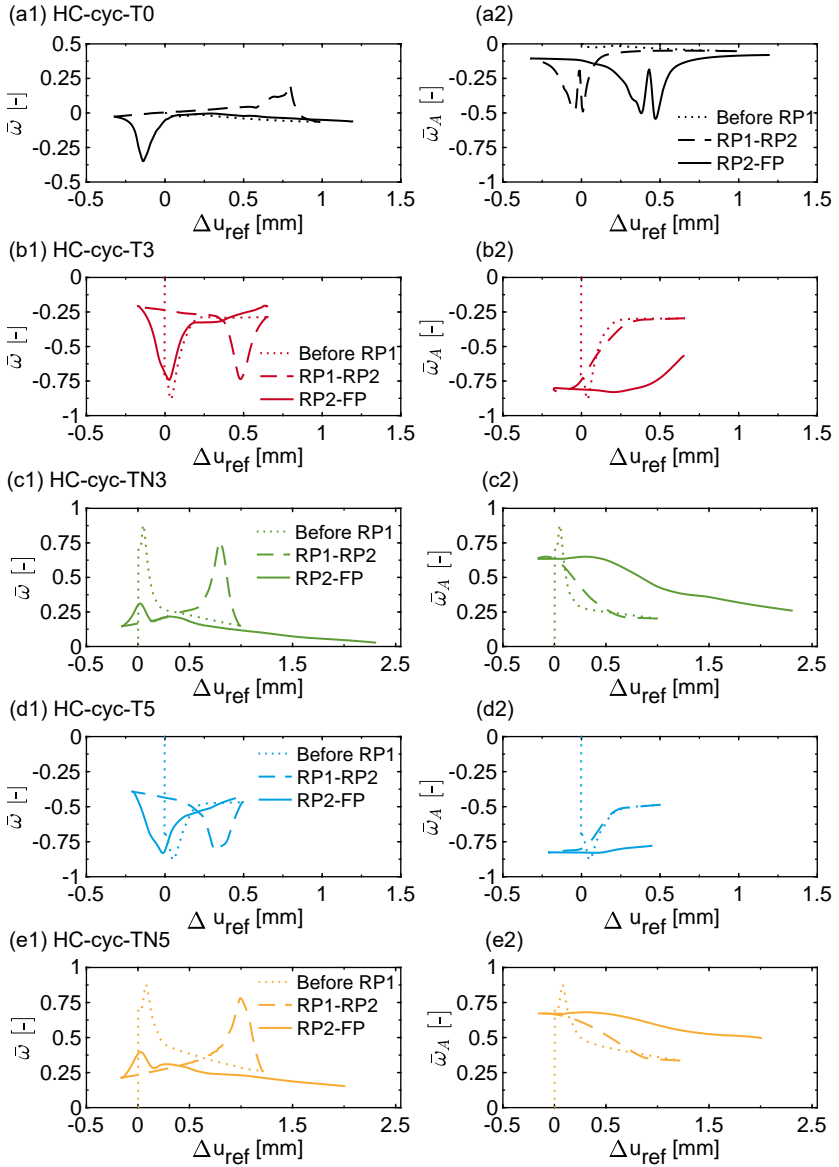 (a1) HC-cyc-T0
0.5
0.25
0
-0.25
-0.5
ω̄ [-]
-0.5 0 0.5 1 1.5
Δu_ref [mm]
(a2)
0
-0.25
-0.5
-0.75
-1
ω̄_A [-]
Before RP1
RP1-RP2
RP2-FP
-0.5 0 0.5 1 1.5
Δu_ref [mm]
(b1) HC-cyc-T3
0
-0.25
-0.5
-0.75
-1
ω̄ [-]
Before RP1
RP1-RP2
RP2-FP
-0.5 0 0.5 1 1.5
Δu_ref [mm]
(b2)
0
-0.25
-0.5
-0.75
-1
ω̄_A [-]
-0.5 0 0.5 1 1.5
Δu_ref [mm]
(c1) HC-cyc-TN3
1
0.75
0.5
0.25
0
ω̄ [-]
Before RP1
RP1-RP2
RP2-FP
-0.5 0 0.5 1.5 2.5
Δu_ref [mm]
(c2)
1
0.75
0.5
0.25
0
ω̄_A [-]
-0.5 0 0.5 1.5 2.5
Δu_ref [mm]
(d1) HC-cyc-T5
0
-0.25
-0.5
-0.75
-1
ω̄ [-]
Before RP1
RP1-RP2
RP2-FP
-0.5 0 0.5 1 1.5
Δ u_ref [mm]
(d2)
0
-0.25
-0.5
-0.75
-1
ω̄_A [-]
-0.5 0 0.5 1 1.5
Δ u_ref [mm]
(e1) HC-cyc-TN5
1
0.75
0.5
0.25
0
ω̄ [-]
Before RP1
RP1-RP2
RP2-FP
-0.5 0 0.5 1.5 2.5
Δu_ref [mm]
(e2)
1
0.75
0.5
0.25
0
ω̄_A [-]
-0.5 0 0.5 1.5 2.5
Δu_ref [mm]